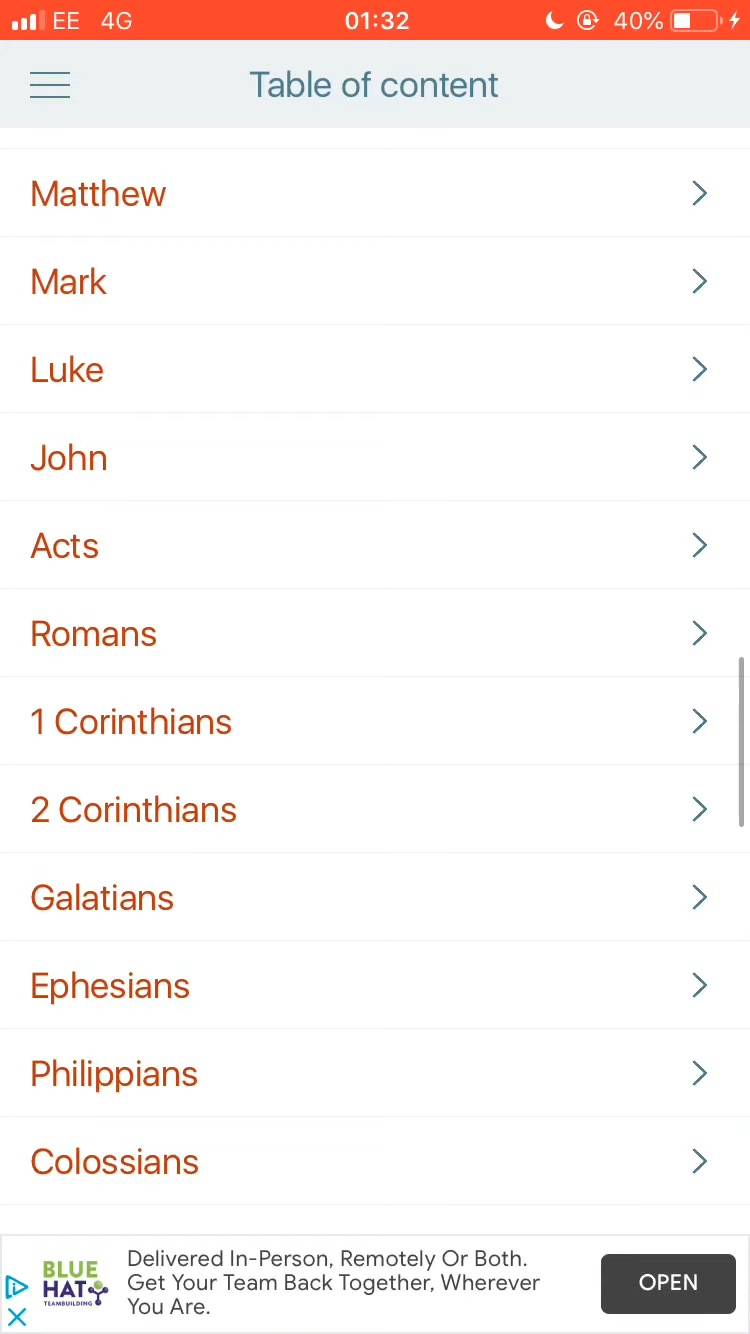 EE 4G 01:32 40%
Table of content
Matthew
Mark
Luke
John
Acts
Romans
1 Corinthians
2 Corinthians
Galatians
Ephesians
Philippians
Colossians
BLUE
HAT
TEAMBUILDING
Delivered In-Person, Remotely Or Both.
Get Your Team Back Together, Wherever
You Are.
OPEN